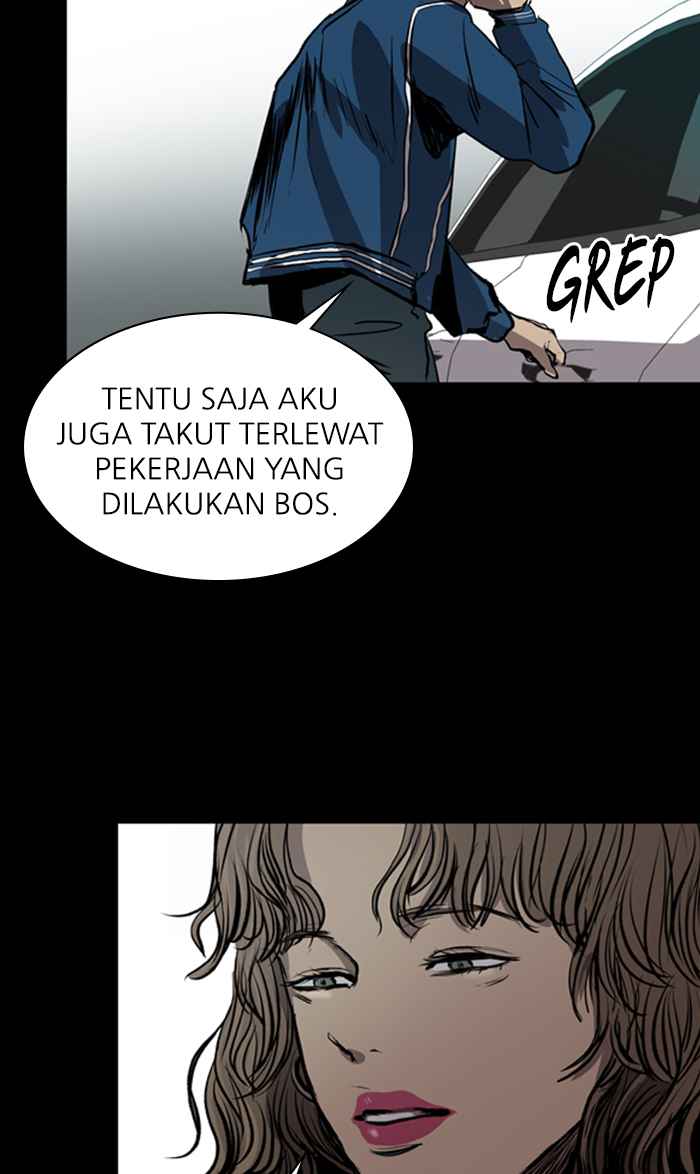 GREP
TENTU SAJA AKU
JUGA TAKUT TERLEWAT
PEKERJAAN YANG
DILAKUKAN BOS.